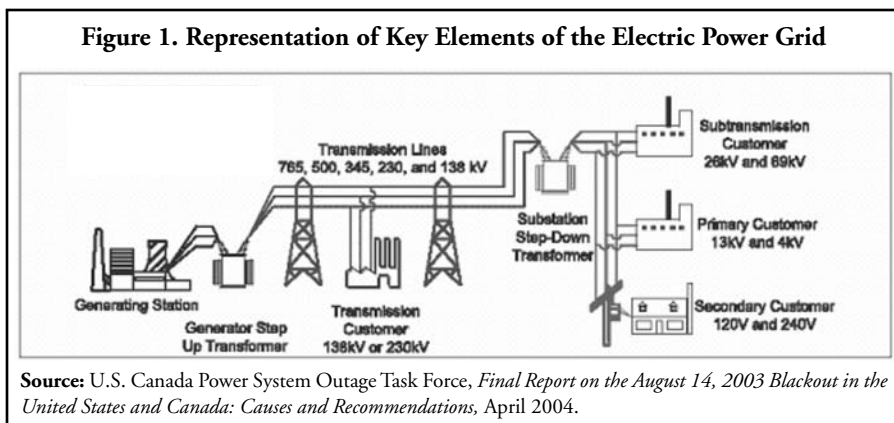 Figure 1. Representation of Key Elements of the Electric Power Grid
Transmission Lines
765, 500, 345, 230, and 138 kV
Subtransmission
Customer
26kV and 69kV
Substation
Step-Down
Transformer
Primary Customer
13kV and 4kV
Generating Station
Generator Step
Up Transformer
Transmission
Customer
138kV or 230kV
Secondary Customer
120V and 240V
Source: U.S. Canada Power System Outage Task Force, Final Report on the August 14, 2003 Blackout in the
United States and Canada: Causes and Recommendations, April 2004.